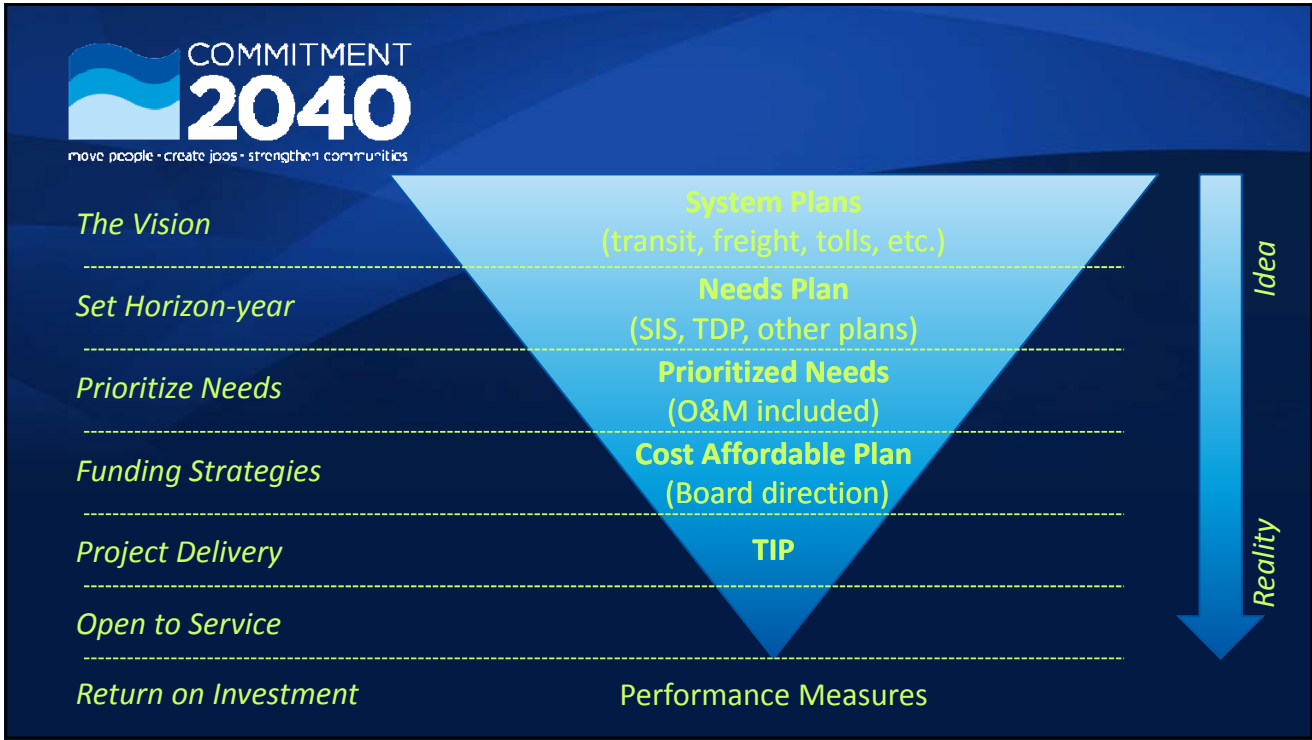 COMMITMENT
2040
move people · create jobs · strengthen communities
The Vision
System Plans
(transit, freight, tolls, etc.)
Set Horizon-year
Needs Plan
(SIS, TDP, other plans)
Prioritize Needs
Prioritized Needs
(O&M included)
Funding Strategies
Cost Affordable Plan
(Board direction)
Project Delivery
TIP
Open to Service
Return on Investment
Performance Measures
Idea
Reality